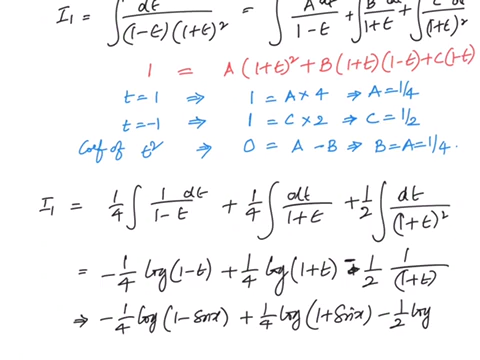 I₁ = ∫ dt / (1-t)(1+t)² = ∫ A dt / 1-t + ∫ B dt / 1+t + ∫ C dt / (1+t)²
1 = A(1+t)² + B(1+t)(1-t) + C(1-t)
t=1 ⇒ 1 = A×4 ⇒ A=1/4
t=-1 ⇒ 1 = C×2 ⇒ C=1/2
Coef of t² ⇒ 0 = A-B ⇒ B=A=1/4.
I₁ = 1/4 ∫ 1 dt / 1-t + 1/4 ∫ dt / 1+t + 1/2 ∫ dt / (1+t)²
= -1/4 log(1-t) + 1/4 log(1+t) - 1/2 1/(1+t)
⇒ -1/4 log(1-Sinx) + 1/4 log(1+Sinx) - 1/2 log